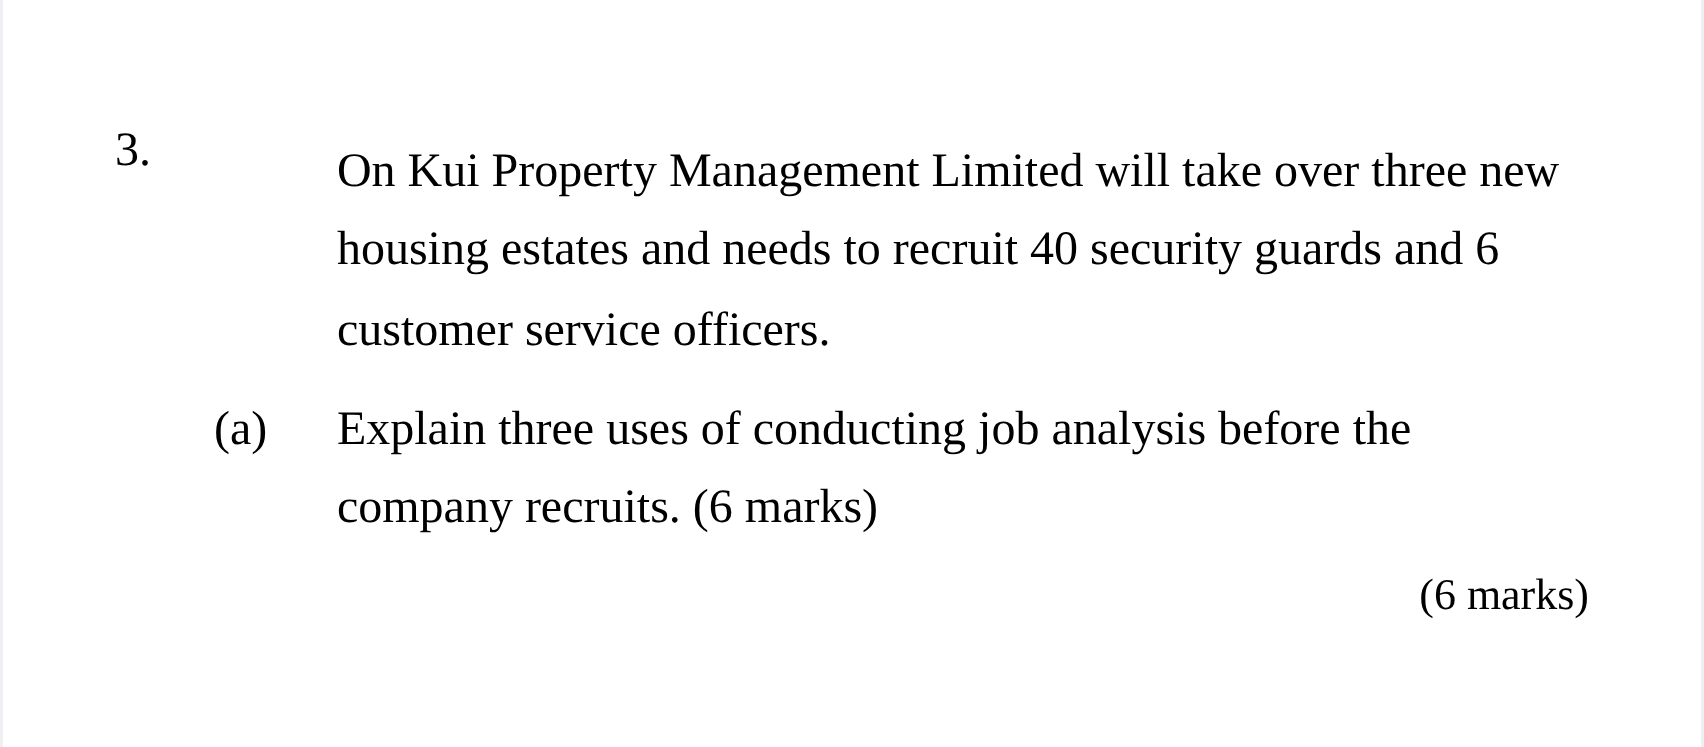 3.
On Kui Property Management Limited will take over three new
housing estates and needs to recruit 40 security guards and 6
customer service officers.
(a) Explain three uses of conducting job analysis before the
company recruits. (6 marks)
(6 marks)